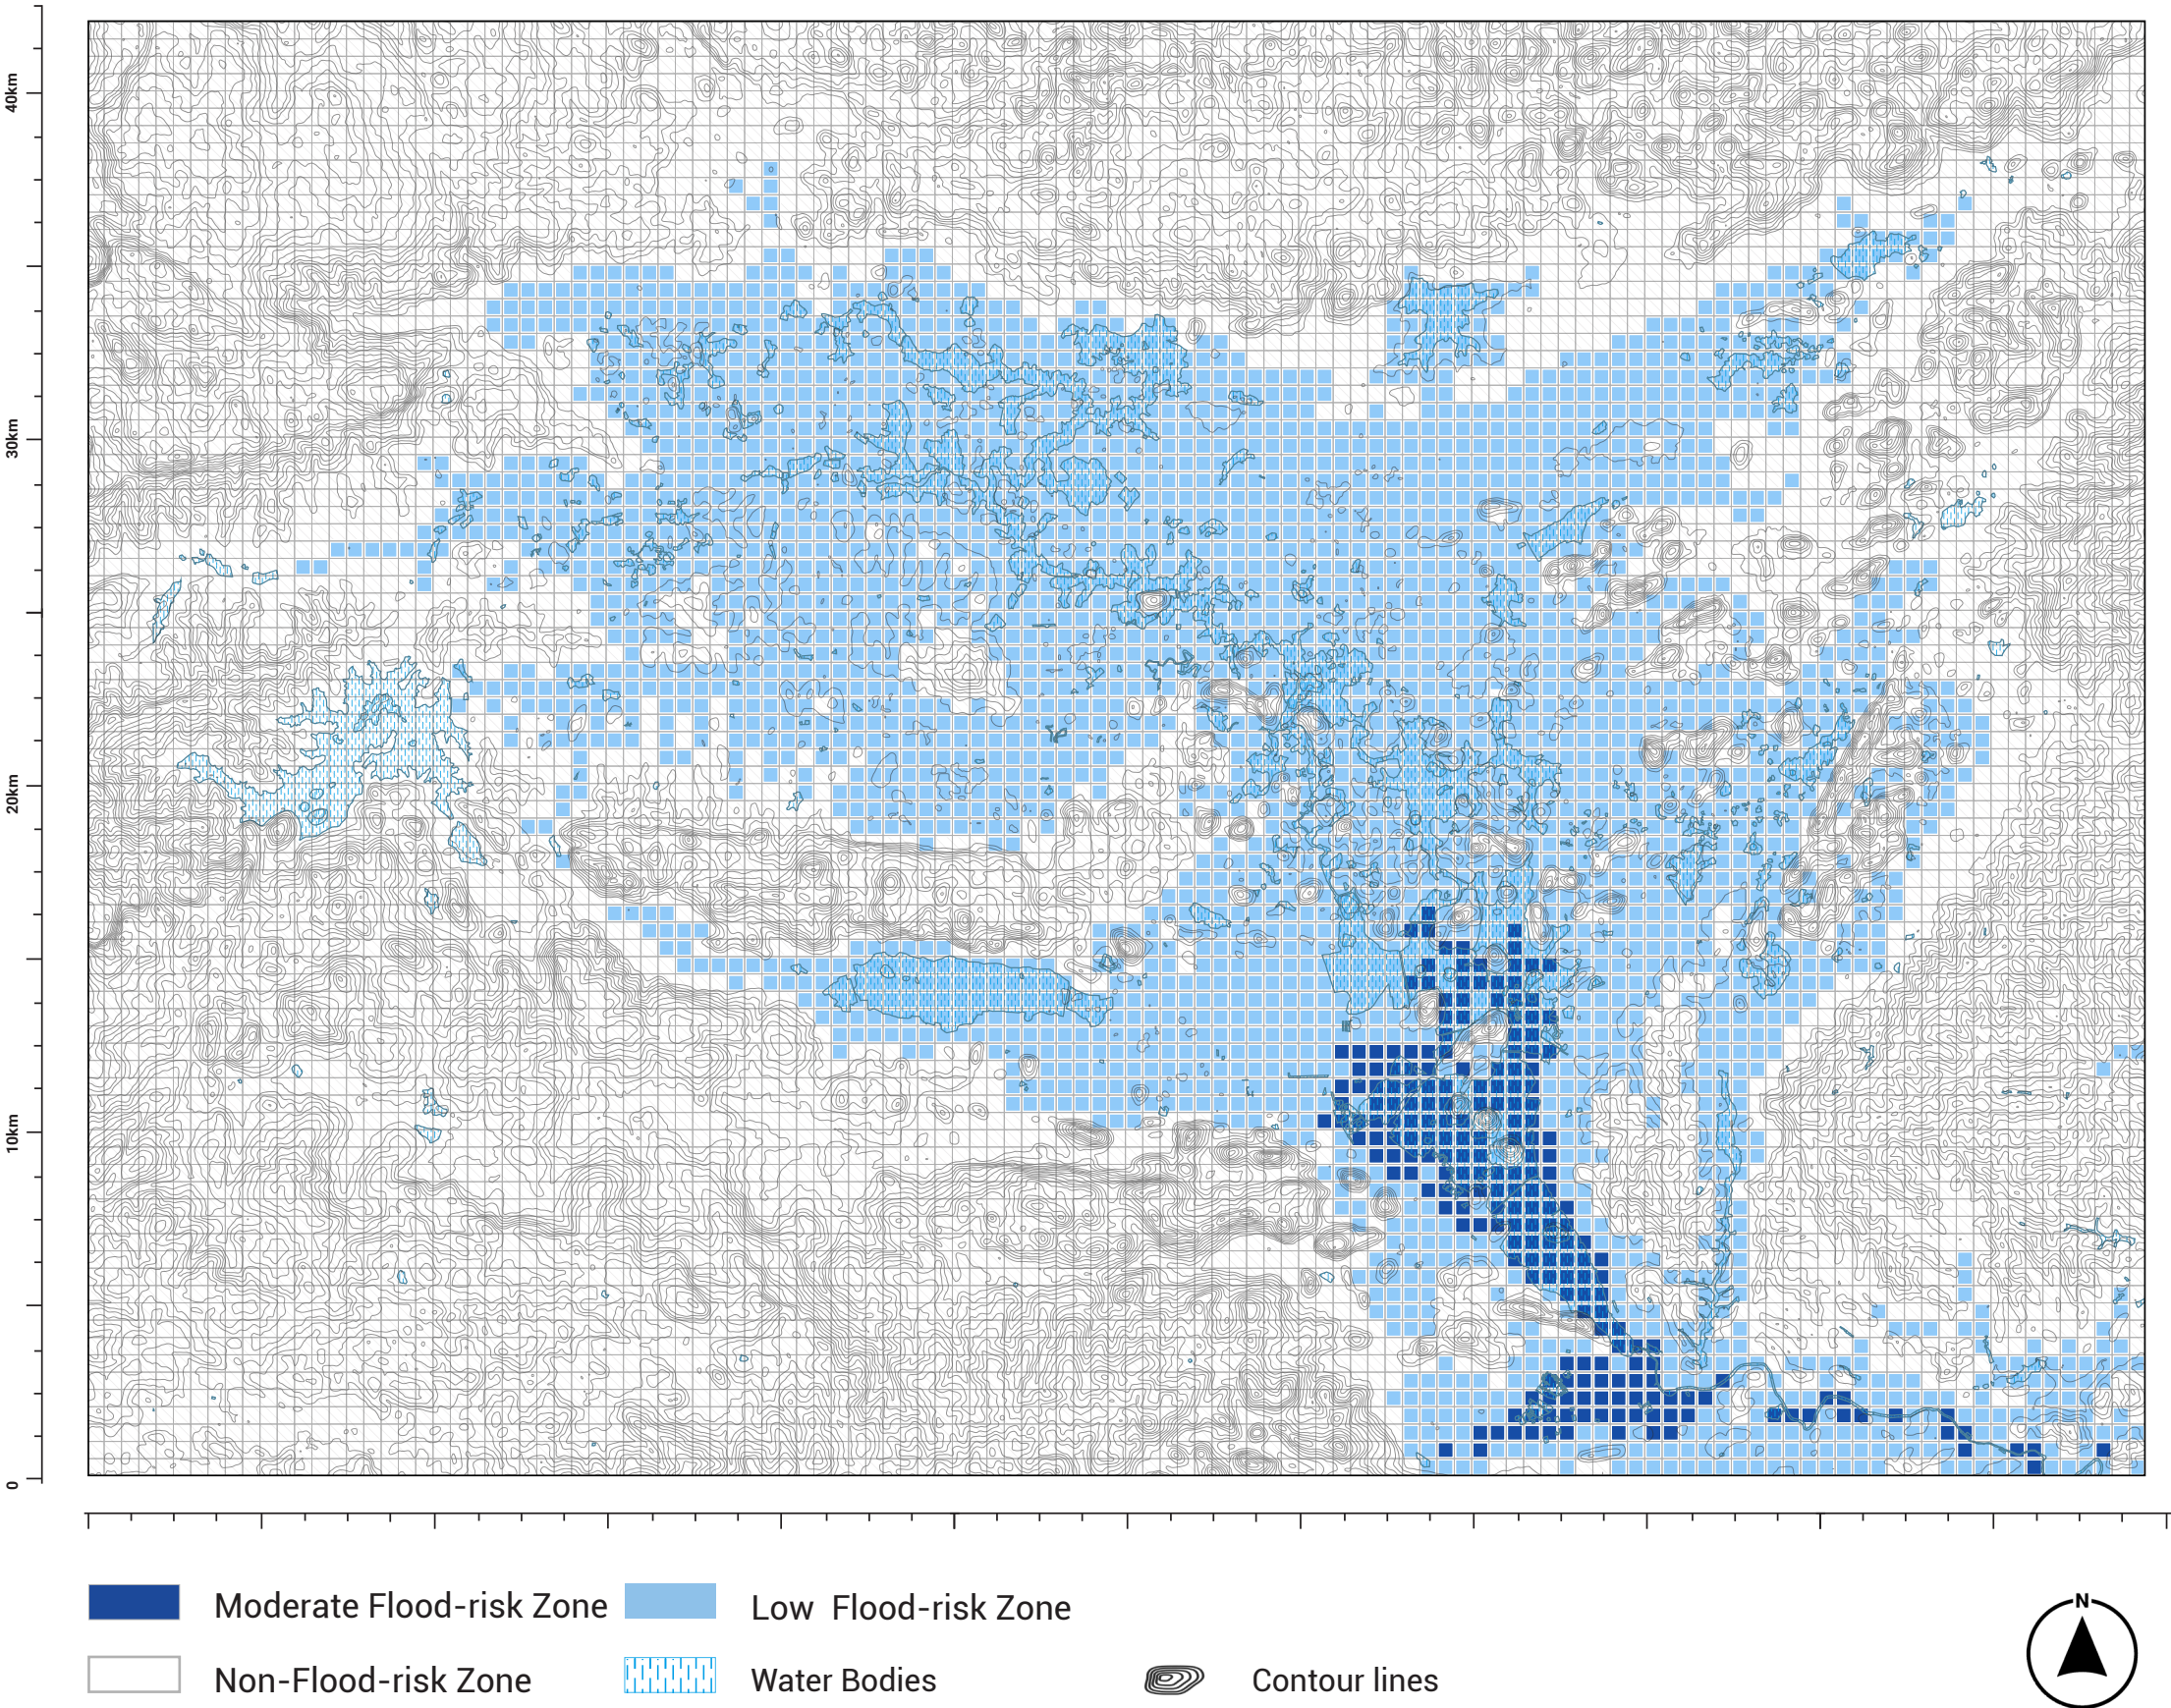 40km
30km
20km
10km
0
Moderate Flood-risk Zone
Low Flood-risk Zone
Non-Flood-risk Zone
Water Bodies
Contour lines
N